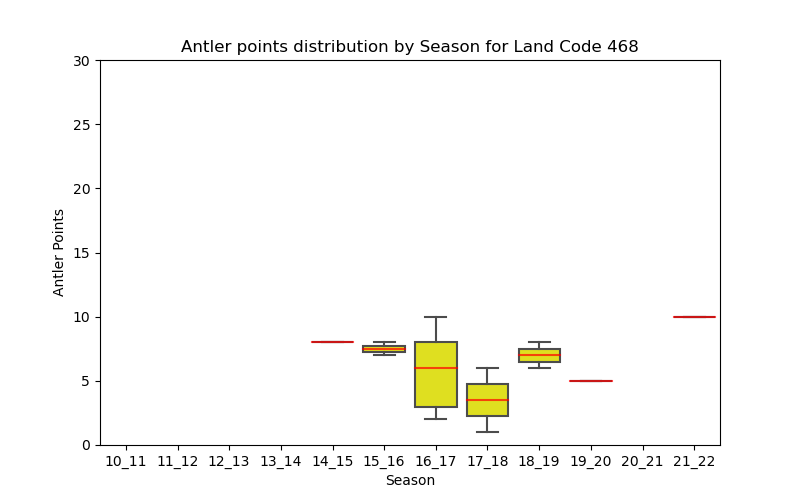 Antler points distribution by Season for Land Code 468
Antler Points
30
25
20
15
10
5
0
10_11 11_12 12_13 13_14 14_15 15_16 16_17 17_18 18_19 19_20 20_21 21_22
Season